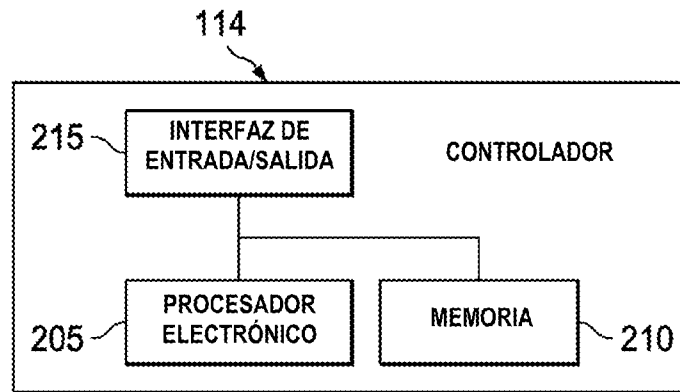 114
215
INTERFAZ DE
ENTRADA/SALIDA
CONTROLADOR
205
PROCESADOR
ELECTRÓNICO
MEMORIA
210